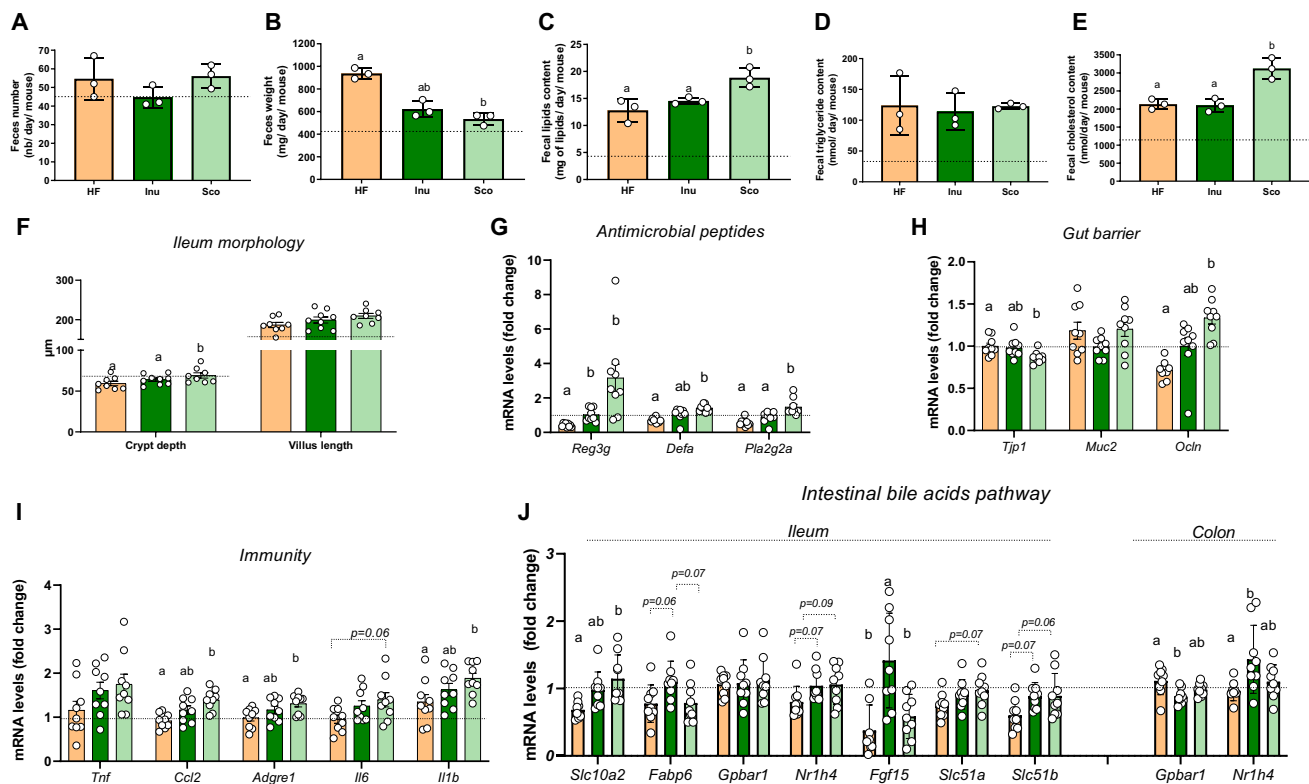 A
Feces number
(nb/ day/ mouse)
70
60
50
40
30
20
10
0
HF
Inu
Sco
B
Feces weight
(mg/ day/ mouse)
1200
1000
800
600
400
200
0
a
ab
b
HF
Inu
Sco
C
Fecal lipids content
(mg of lipids/ day/ mouse)
25
20
15
10
5
0
a
a
b
HF
Inu
Sco
D
Fecal triglyceride content
(nmol/ day/ mouse)
200
150
100
50
0
HF
Inu
Sco
E
Fecal cholesterol content
(nmol/day/ mouse)
4000
3500
3000
2500
2000
1500
1000
500
0
a
a
b
HF
Inu
Sco
F
Ileum morphology
µm
300
200
100
50
0
a
a
b
Crypt depth
Villus length
G
Antimicrobial peptides
mRNA levels (fold change)
10
8
6
4
2
0
a
b
b
a
ab
b
a
a
b
Reg3g
Defa
Pla2g2a
H
Gut barrier
mRNA levels (fold change)
2.0
1.5
1.0
0.5
0.0
a
ab
b
a
ab
b
Tjp1
Muc2
Ocln
I
Immunity
mRNA levels (fold change)
4
3
2
1
0
a
ab
b
a
ab
b
p=0.06
a
ab
b
Tnf
Ccl2
Adgre1
Il6
Il1b
J
Intestinal bile acids pathway
Ileum
Colon
mRNA levels (fold change)
3
2
1
0
a
ab
b
p=0.06
p=0.07
p=0.07
p=0.09
b
a
b
p=0.07
p=0.07
p=0.06
a
b
ab
a
b
ab
Slc10a2
Fabp6
Gpbar1
Nr1h4
Fgf15
Slc51a
Slc51b
Gpbar1
Nr1h4